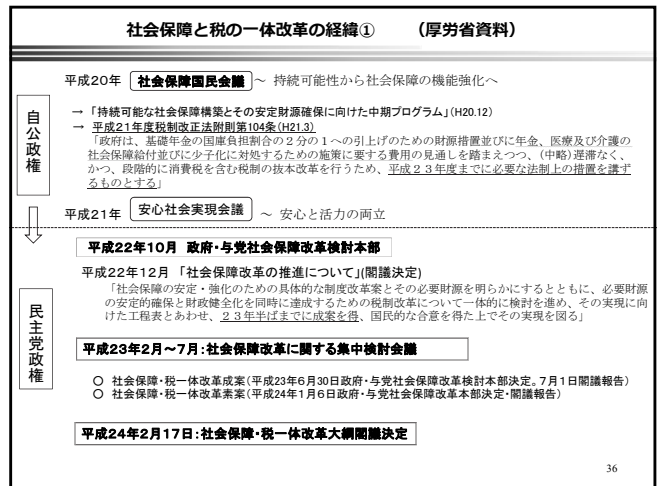 社会保障と税の一体改革の経緯① （厚労省資料）
平成20年 社会保障国民会議 ～ 持続可能性から社会保障の機能強化へ
自公政権
→ 「持続可能な社会保障構築とその安定財源確保に向けた中期プログラム」（H20.12）
→ 平成21年度税制改正法附則第104条（H21.3）
「政府は、基礎年金の国庫負担割合の２分の１への引上げのための財源措置並びに年金、医療及び介護の
社会保障給付並びに少子化に対処するための施策に要する費用の見通しを踏まえつつ、（中略）遅滞なく、
かつ、段階的に消費税を含む税制の抜本改革を行うため、平成２３年度までに必要な法制上の措置を講ず
るものとする」
平成21年 安心社会実現会議 ～ 安心と活力の両立
平成22年10月 政府・与党社会保障改革検討本部
平成22年12月 「社会保障改革の推進について」(閣議決定)
「社会保障の安定・強化のための具体的な制度改革案とその必要財源を明らかにするとともに、必要財源
の安定的確保と財政健全化を同時に達成するための税制改革について一体的に検討を進め、その実現に向
けた工程表とあわせ、２３年半ばまでに成案を得、国民的な合意を得た上でその実現を図る」
民主党政権
平成23年2月～7月：社会保障改革に関する集中検討会議
○ 社会保障・税一体改革成案（平成23年6月30日政府・与党社会保障改革検討本部決定。7月1日閣議報告）
○ 社会保障・税一体改革素案（平成24年1月6日政府・与党社会保障改革本部決定・閣議報告）
平成24年2月17日：社会保障・税一体改革大綱閣議決定
36